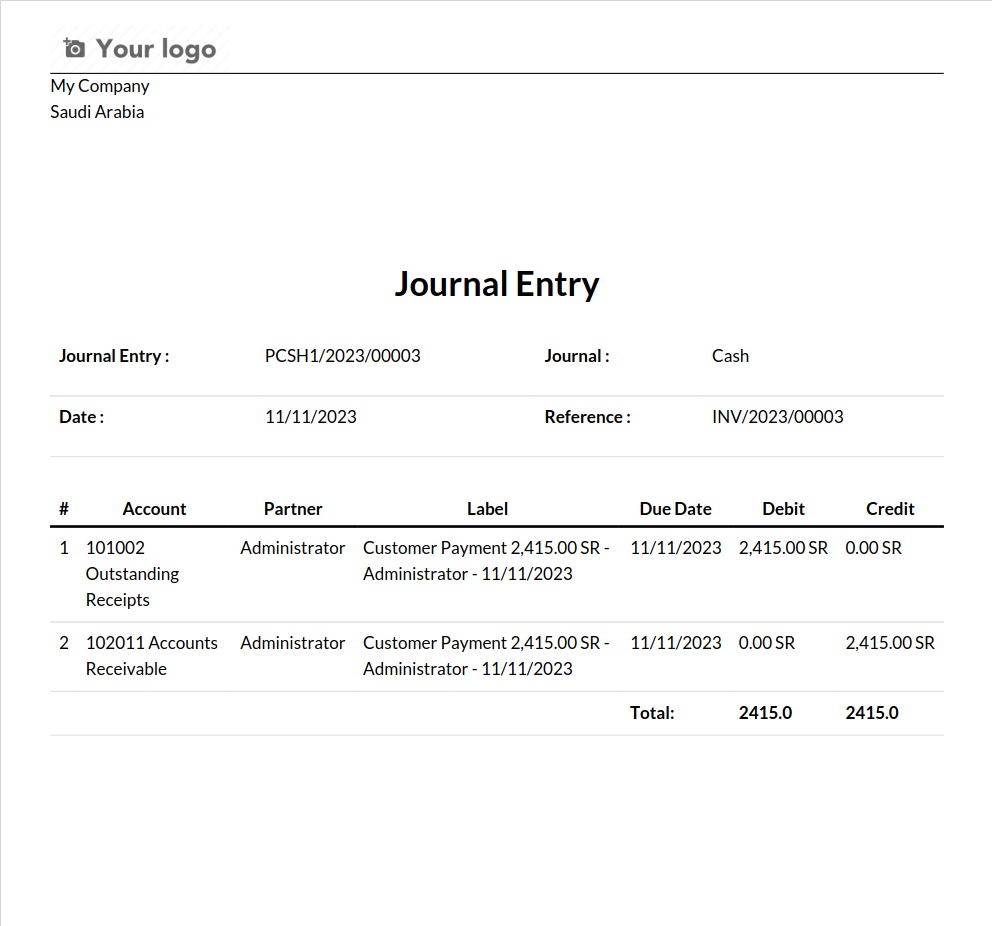 Your logo
My Company
Saudi Arabia
Journal Entry
Journal Entry : PCSH1/2023/00003 Journal : Cash
Date : 11/11/2023 Reference : INV/2023/00003
# Account Partner Label Due Date Debit Credit
1 101002 Administrator Customer Payment 2,415.00 SR - 11/11/2023 2,415.00 SR 0.00 SR
Outstanding Administrator - 11/11/2023
Receipts
2 102011 Accounts Administrator Customer Payment 2,415.00 SR - 11/11/2023 0.00 SR 2,415.00 SR
Receivable Administrator - 11/11/2023
Total: 2415.0 2415.0